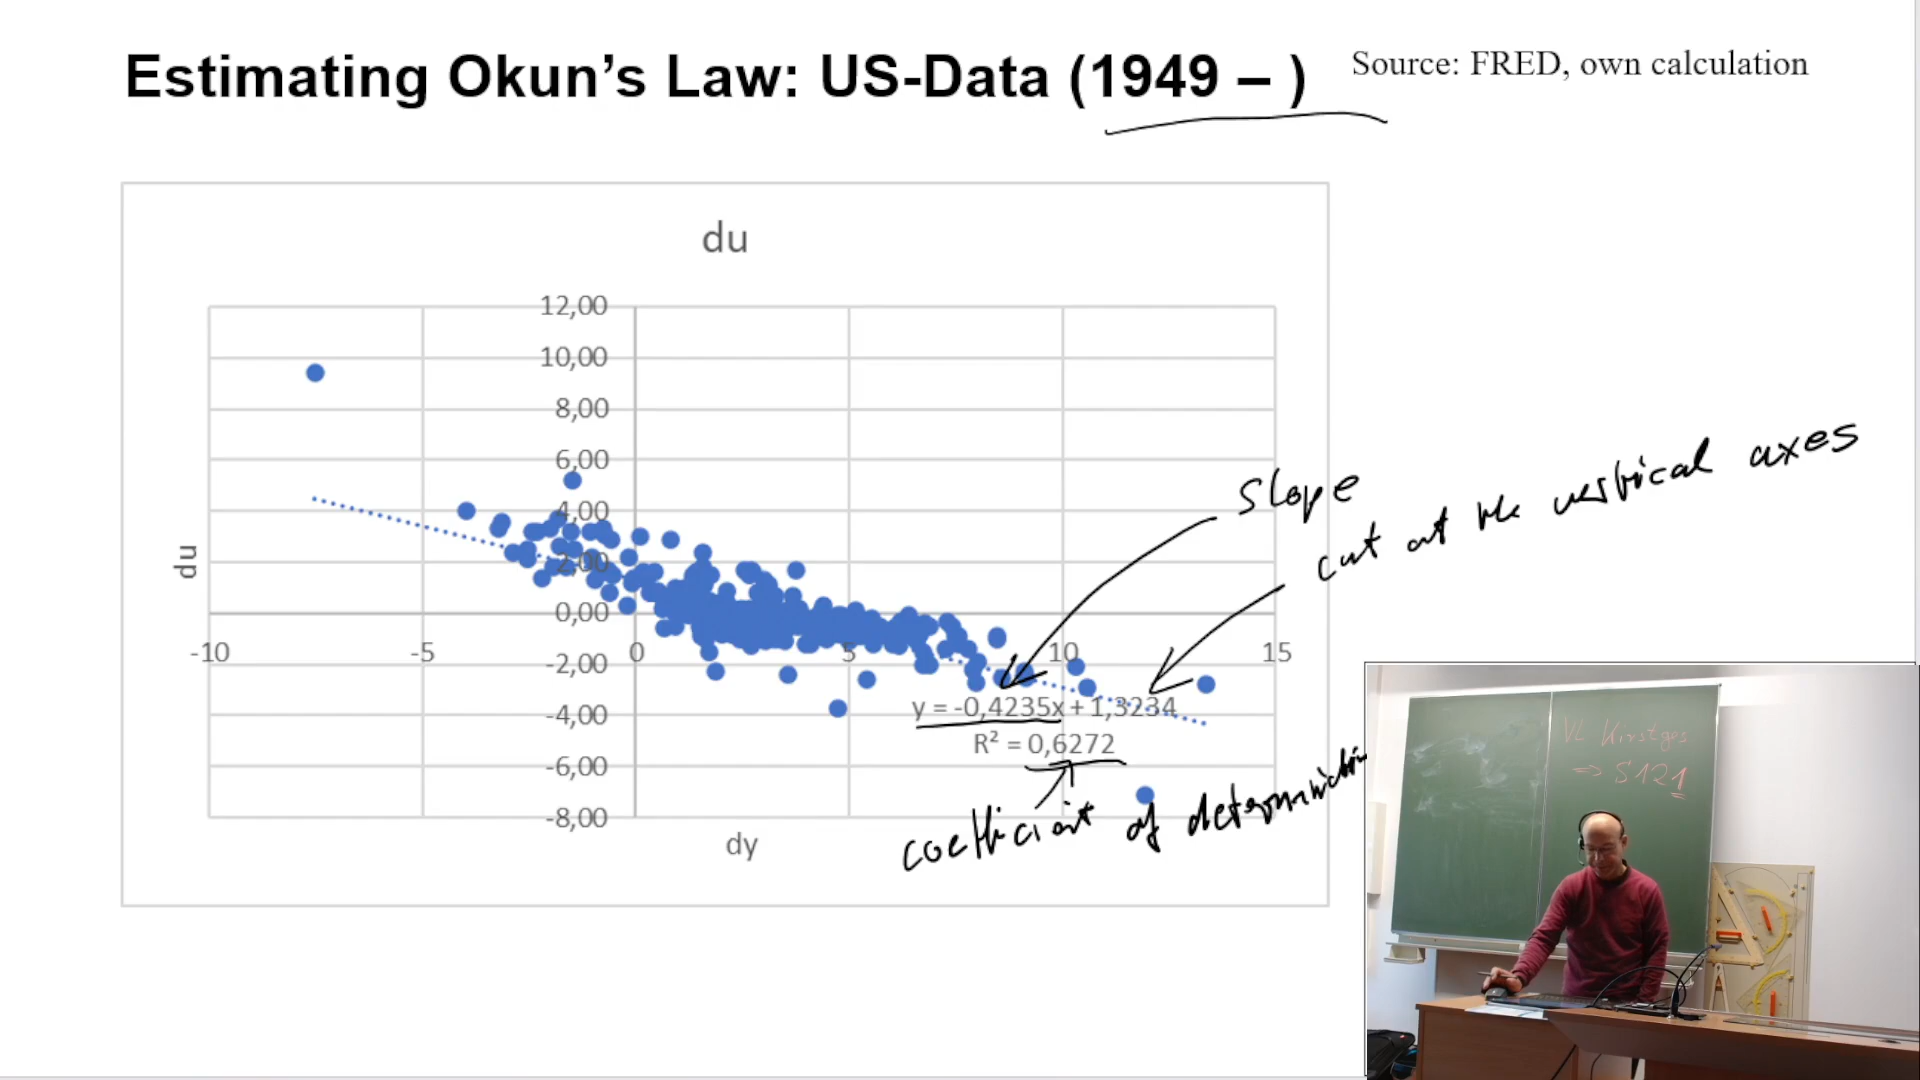 Estimating Okun's Law: US-Data (1949 – )
Source: FRED, own calculation
du
12,00
10,00
8,00
6,00
4,00
2,00
0,00
-2,00
-4,00
-6,00
-8,00
-10 -5 0 5 10 15
du
dy
slope
cut at the vertical axes
y = -0,4235x + 1,3234
R² = 0,6272
coefficient of determination
VL Kirstges
=> S121